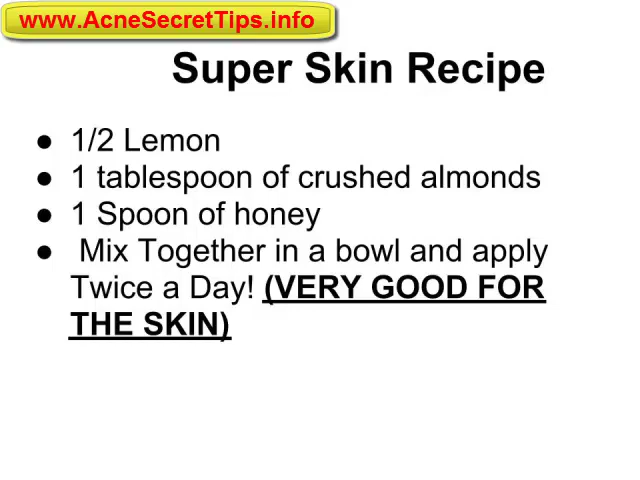 www.AcneSecretTips.info
Super Skin Recipe
● 1/2 Lemon
● 1 tablespoon of crushed almonds
● 1 Spoon of honey
● Mix Together in a bowl and apply
Twice a Day! (VERY GOOD FOR
THE SKIN)